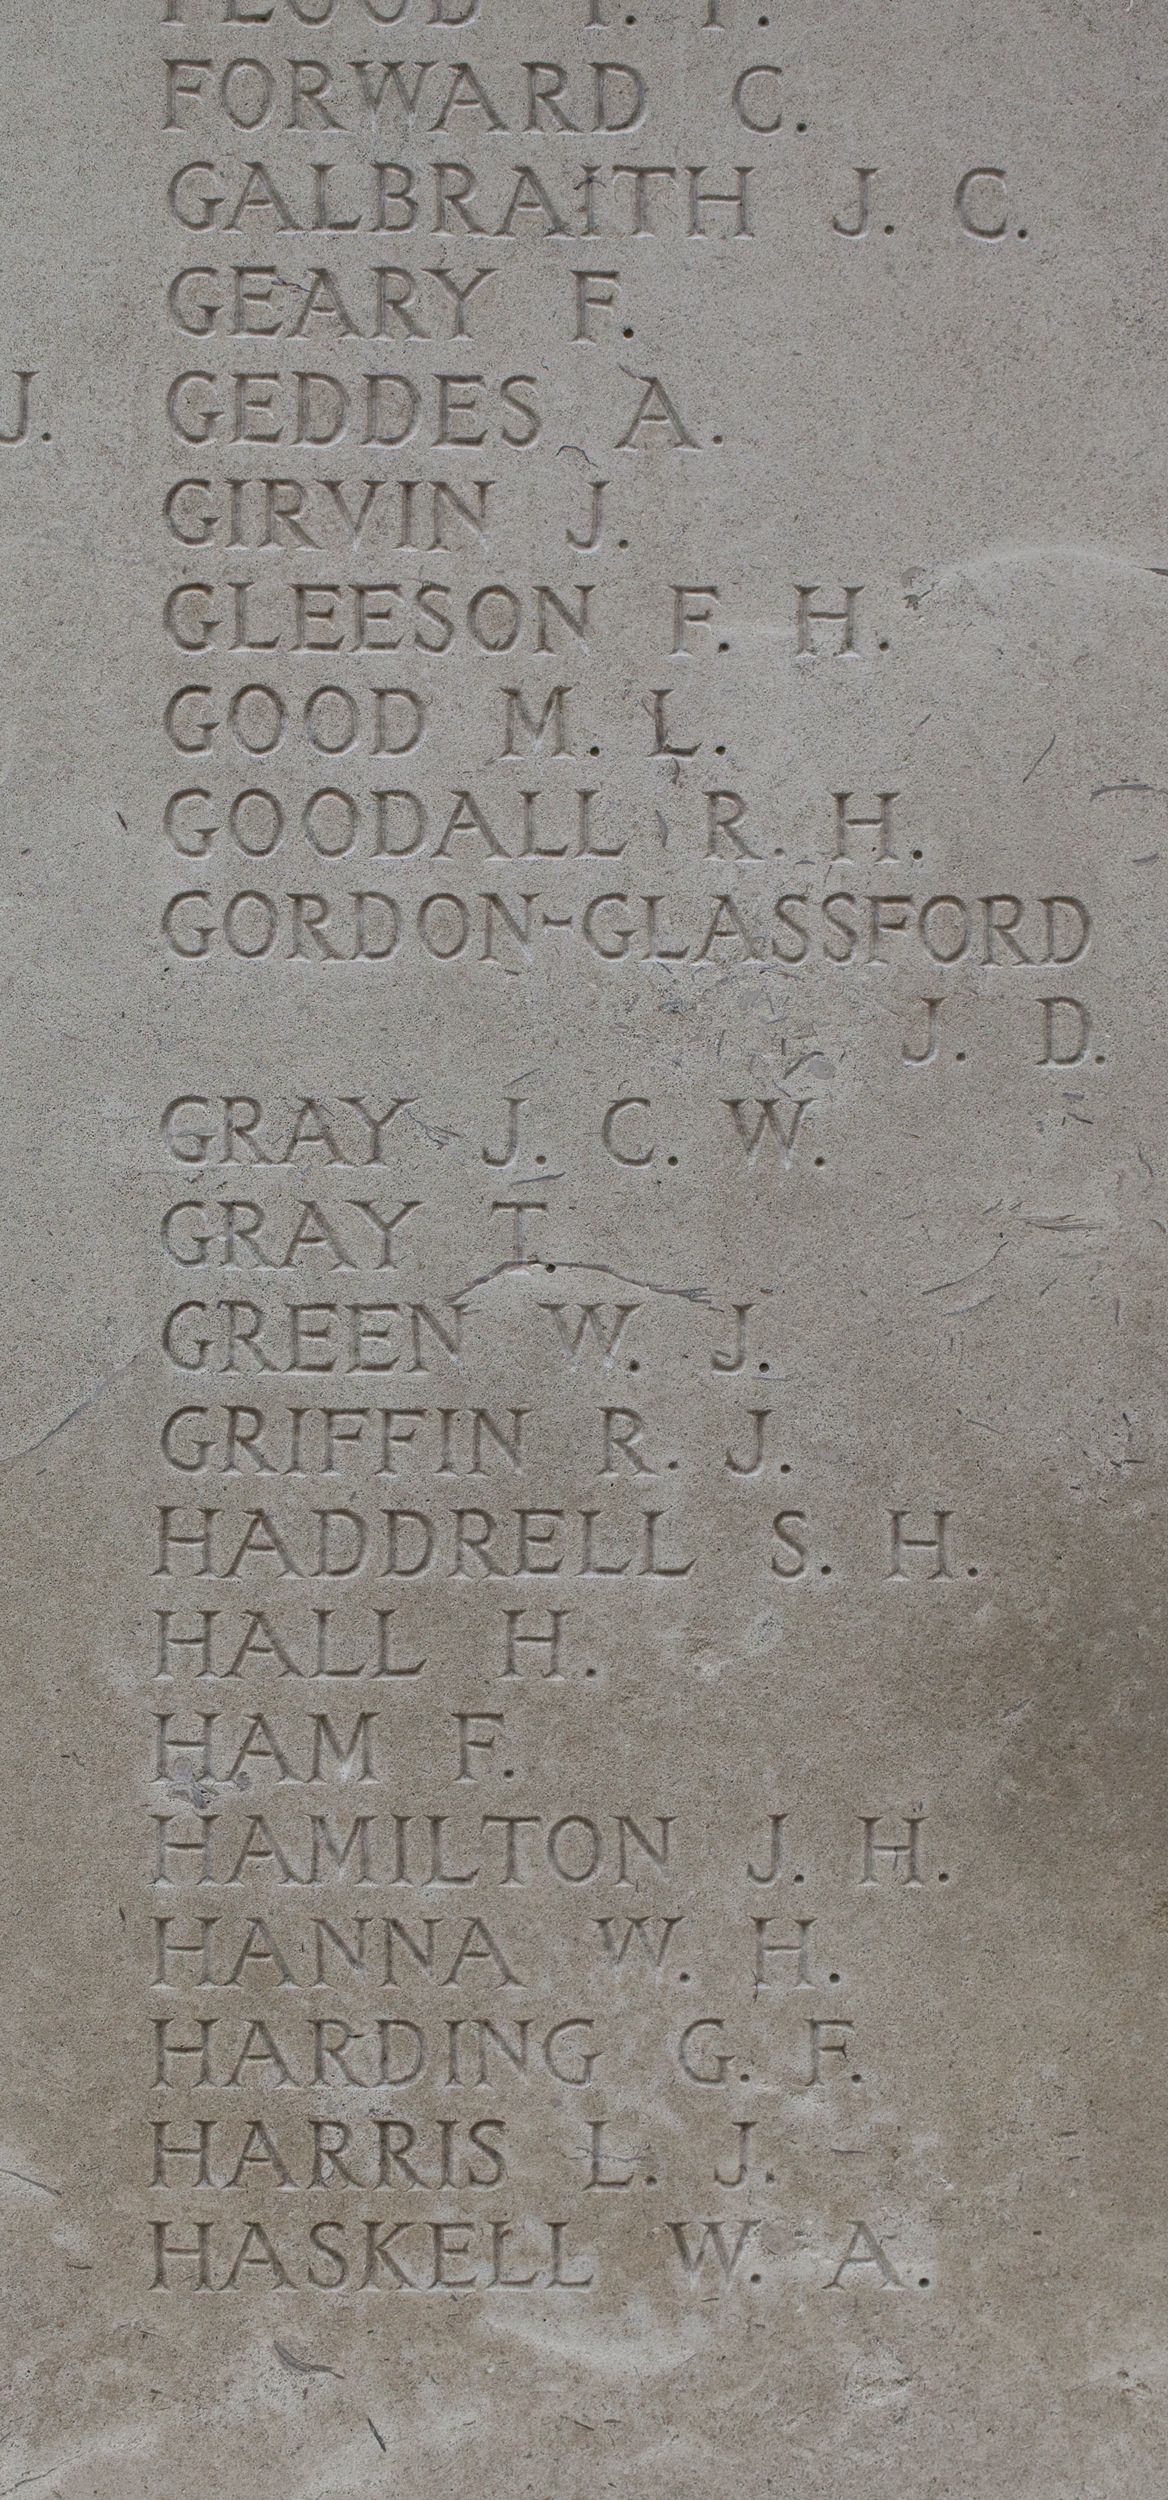 FORWARD C.
GALBRAITH J. C.
GEARY F.
J. GEDDES A.
GIRVIN J.
GLEESON F. H.
GOOD M. L.
GOODALL R. H.
GORDON-GLASSFORD
J. D.
GRAY J. C. W.
GRAY T.
GREEN W. J.
GRIFFIN R. J.
HADDRELL S. H.
HALL H.
HAM F.
HAMILTON J. H.
HANNA W. H.
HARDING G. F.
HARRIS L. J.
HASKELL W. A.